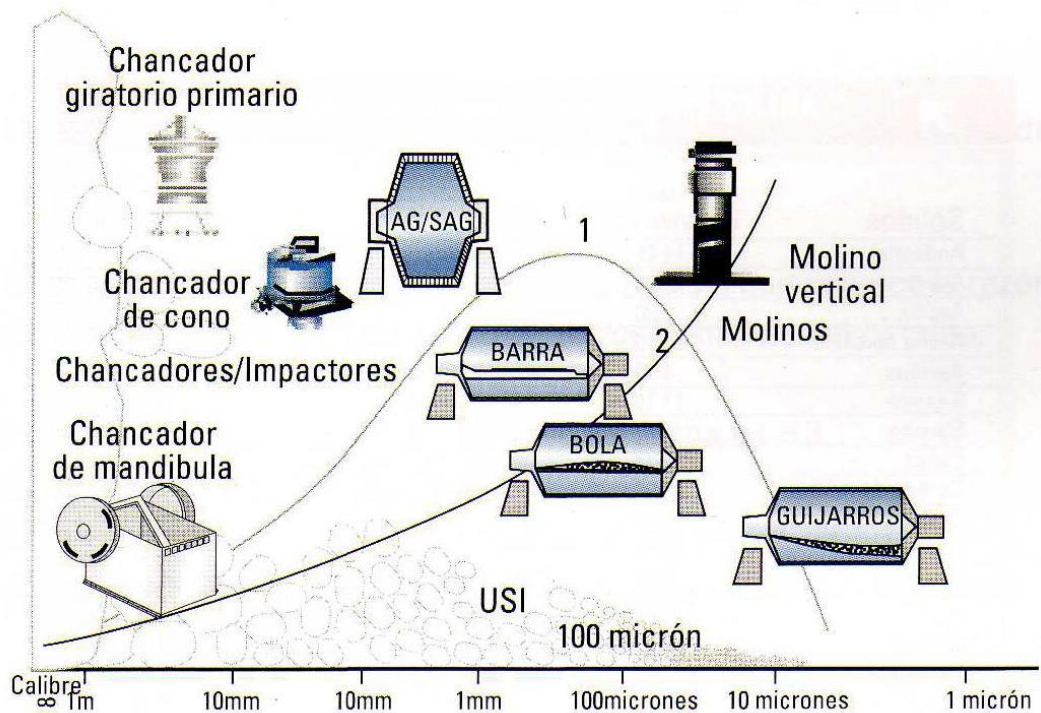 Chancador
giratorio primario
AG/SAG
1
Chancador
de cono
Molino
vertical
Molinos
2
BARRA
Chancadores/Impactores
Chancador
de mandibula
BOLA
GUIJARROS
USI
100 micrón
Calibre
∞ 1m 10mm 10mm 1mm 100micrones 10 micrones 1 micrón